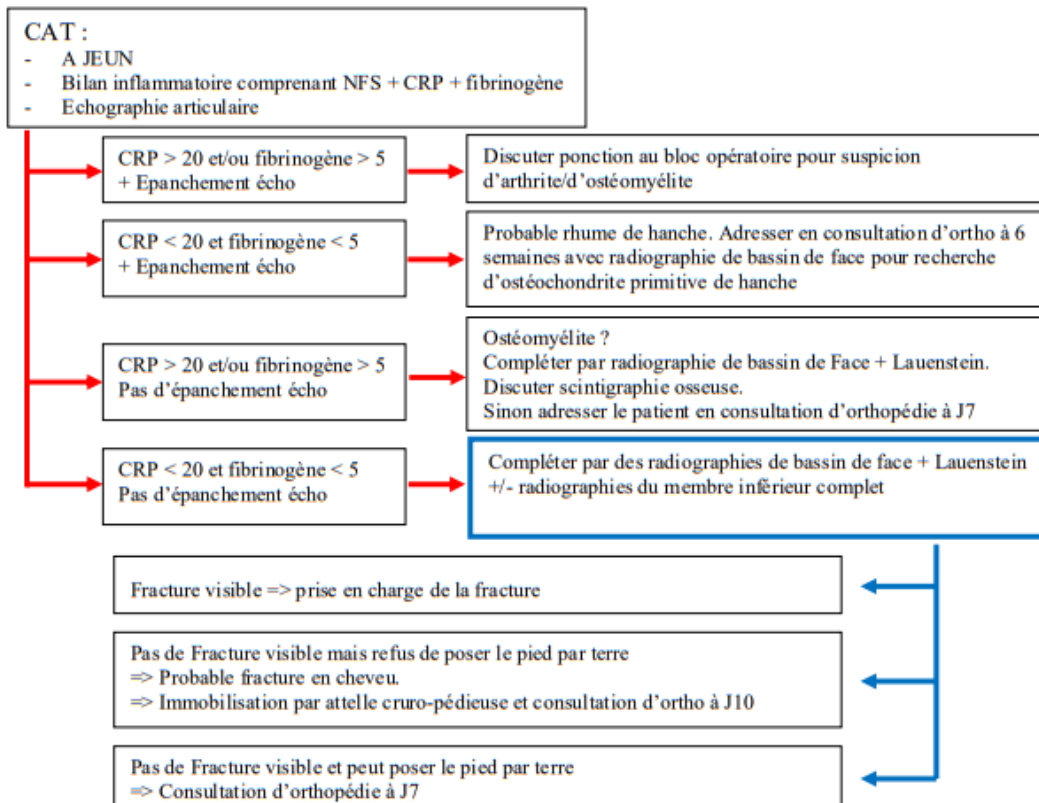 CAT :
- A JEUN
- Bilan inflammatoire comprenant NFS + CRP + fibrinogène
- Echographie articulaire
CRP > 20 et/ou fibrinogène > 5
+ Epanchement écho
Discuter ponction au bloc opératoire pour suspicion
d'arthrite/d'ostéomyélite
CRP < 20 et fibrinogène < 5
+ Epanchement écho
Probable rhume de hanche. Adresser en consultation d'ortho à 6
semaines avec radiographie de bassin de face pour recherche
d'ostéochondrite primitive de hanche
CRP > 20 et/ou fibrinogène > 5
Pas d'épanchement écho
Ostéomyélite ?
Compléter par radiographie de bassin de Face + Lauenstein.
Discuter scintigraphie osseuse.
Sinon adresser le patient en consultation d'orthopédie à J7
CRP < 20 et fibrinogène < 5
Pas d'épanchement écho
Compléter par des radiographies de bassin de face + Lauenstein
+/- radiographies du membre inférieur complet
Fracture visible => prise en charge de la fracture
Pas de Fracture visible mais refus de poser le pied par terre
=> Probable fracture en cheveu.
=> Immobilisation par attelle cruro-pédieuse et consultation d'ortho à J10
Pas de Fracture visible et peut poser le pied par terre
=> Consultation d'orthopédie à J7